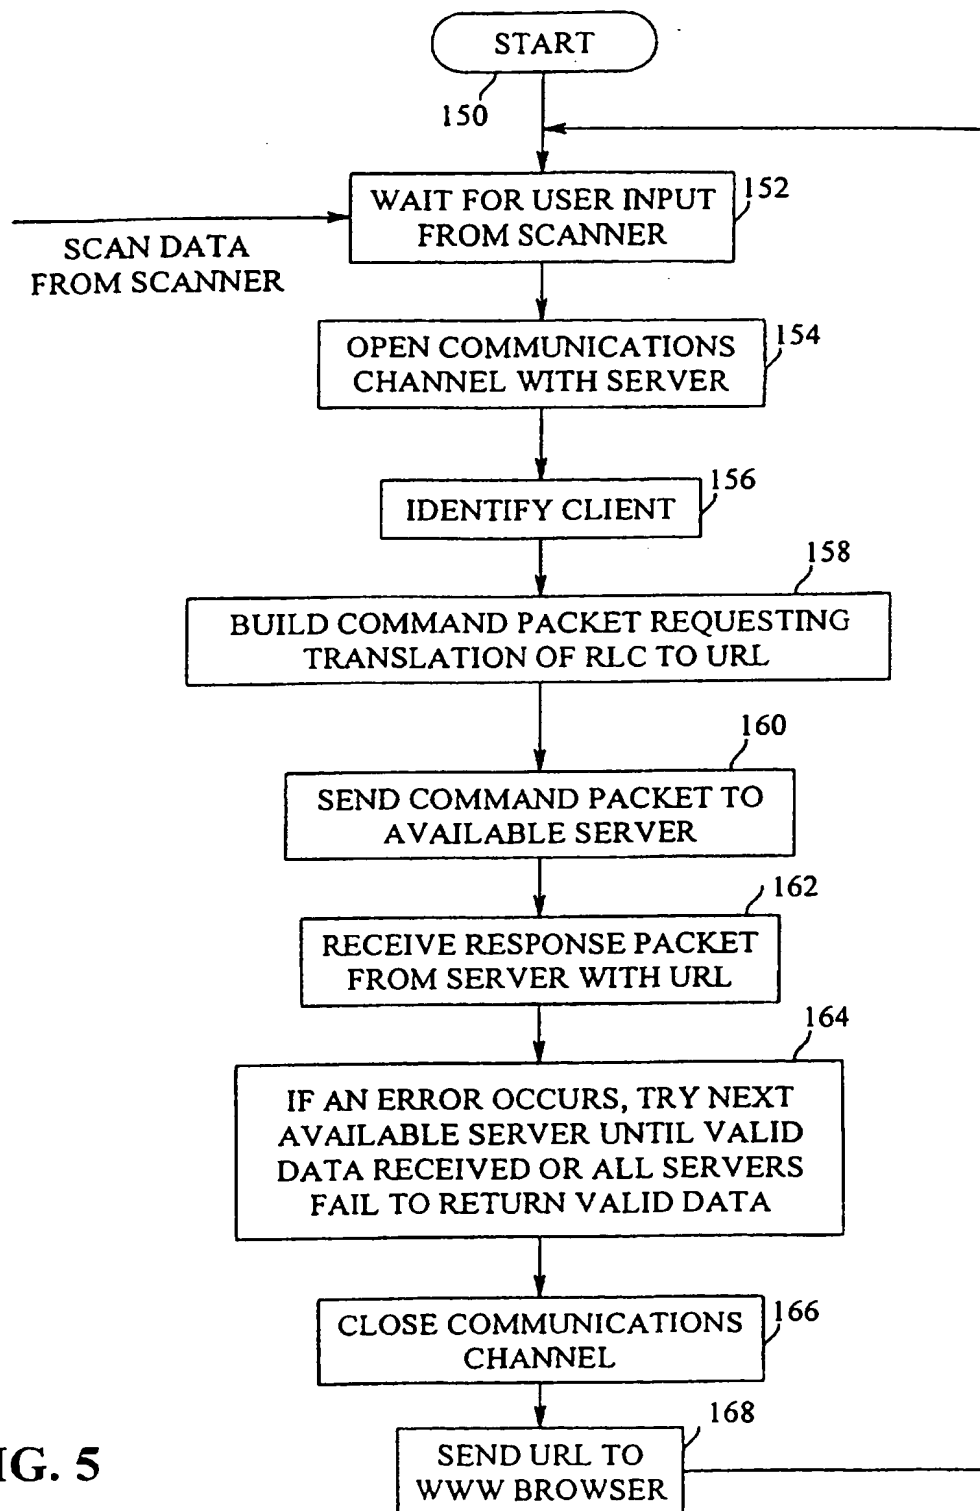 START
150
WAIT FOR USER INPUT
FROM SCANNER
152
SCAN DATA
FROM SCANNER
OPEN COMMUNICATIONS
CHANNEL WITH SERVER
154
IDENTIFY CLIENT
156
BUILD COMMAND PACKET REQUESTING
TRANSLATION OF RLC TO URL
158
SEND COMMAND PACKET TO
AVAILABLE SERVER
160
RECEIVE RESPONSE PACKET
FROM SERVER WITH URL
162
IF AN ERROR OCCURS, TRY NEXT
AVAILABLE SERVER UNTIL VALID
DATA RECEIVED OR ALL SERVERS
FAIL TO RETURN VALID DATA
164
CLOSE COMMUNICATIONS
CHANNEL
166
SEND URL TO
WWW BROWSER
168
IG. 5